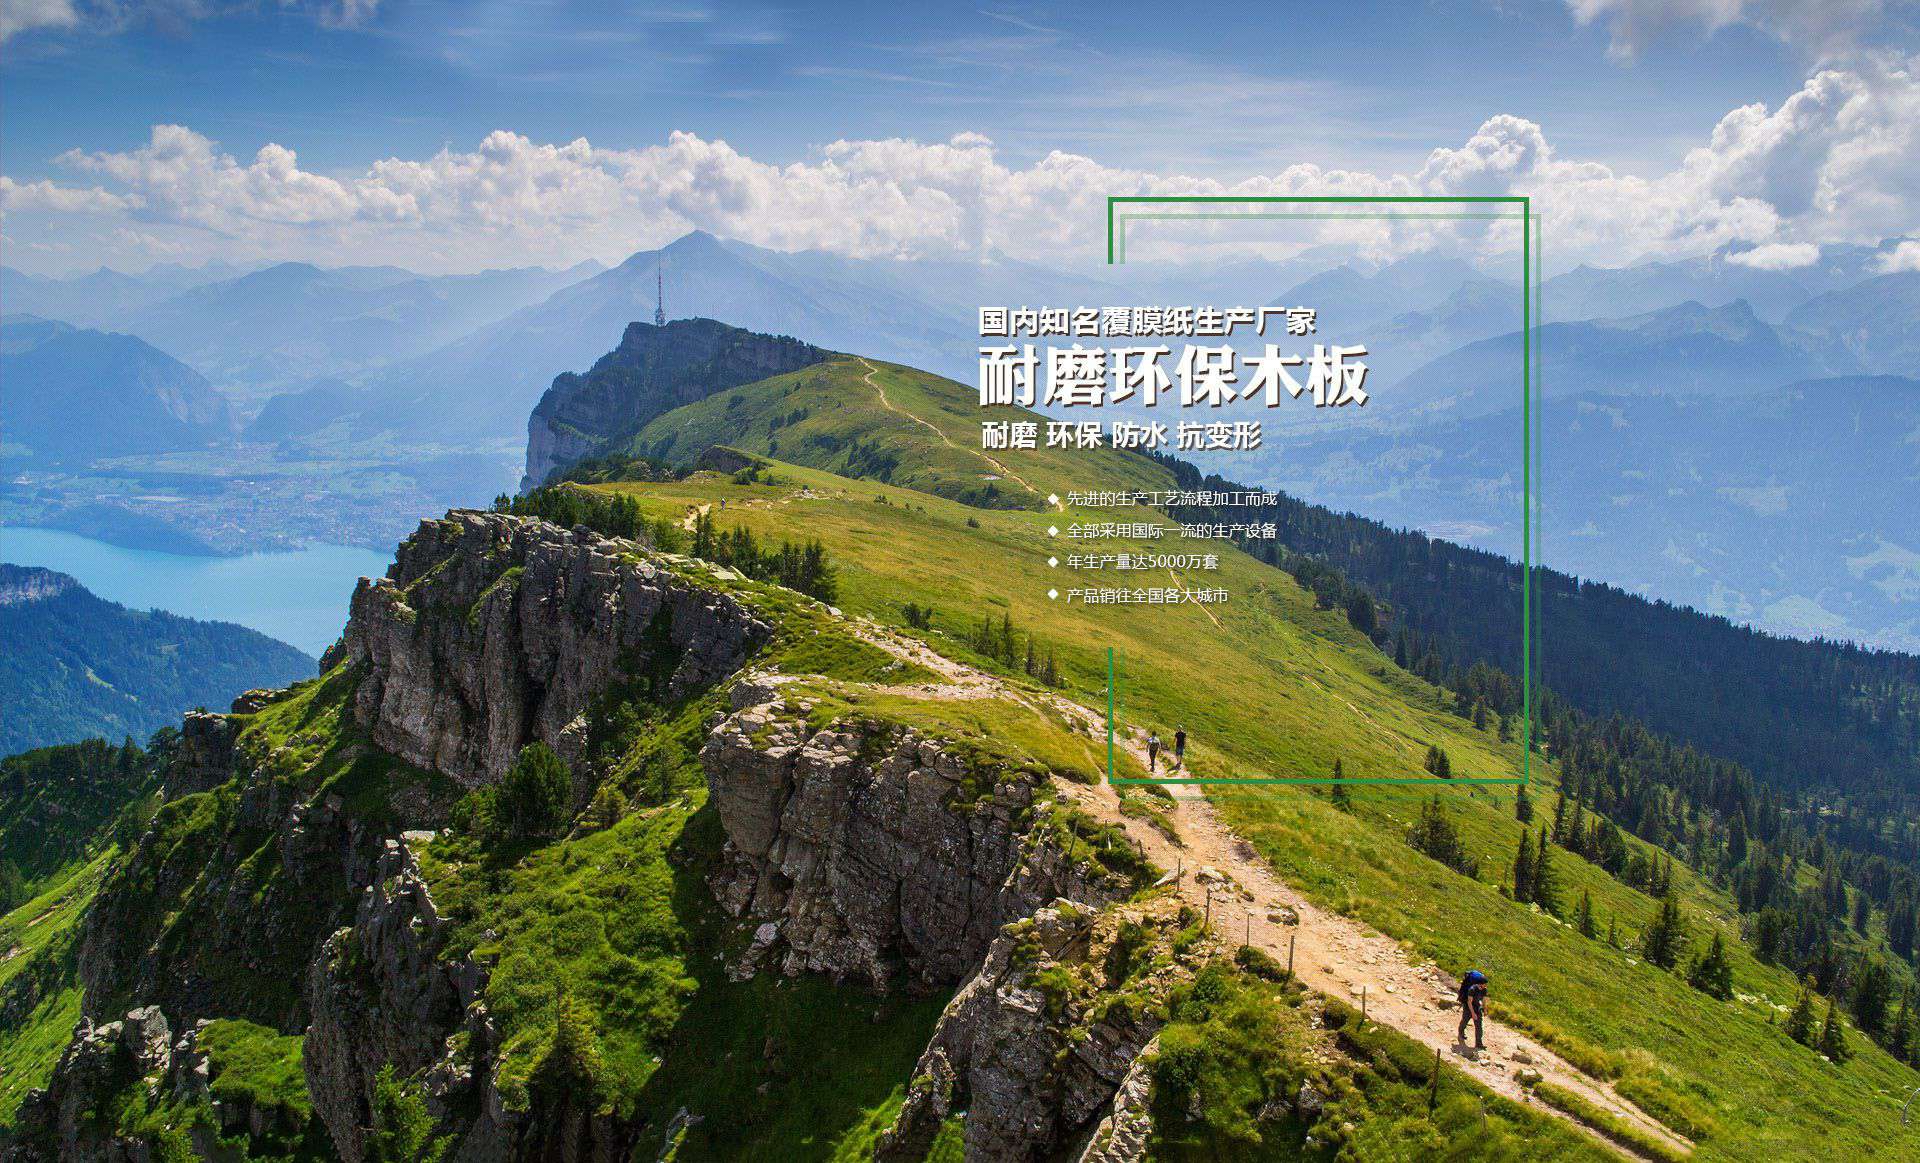 国内知名覆膜纸生产厂家
耐磨环保木板
耐磨 环保 防水 抗变形
先进的生产工艺流程加工而成
全部采用国际一流的生产设备
年生产量达5000万套
产品销往全国各大城市